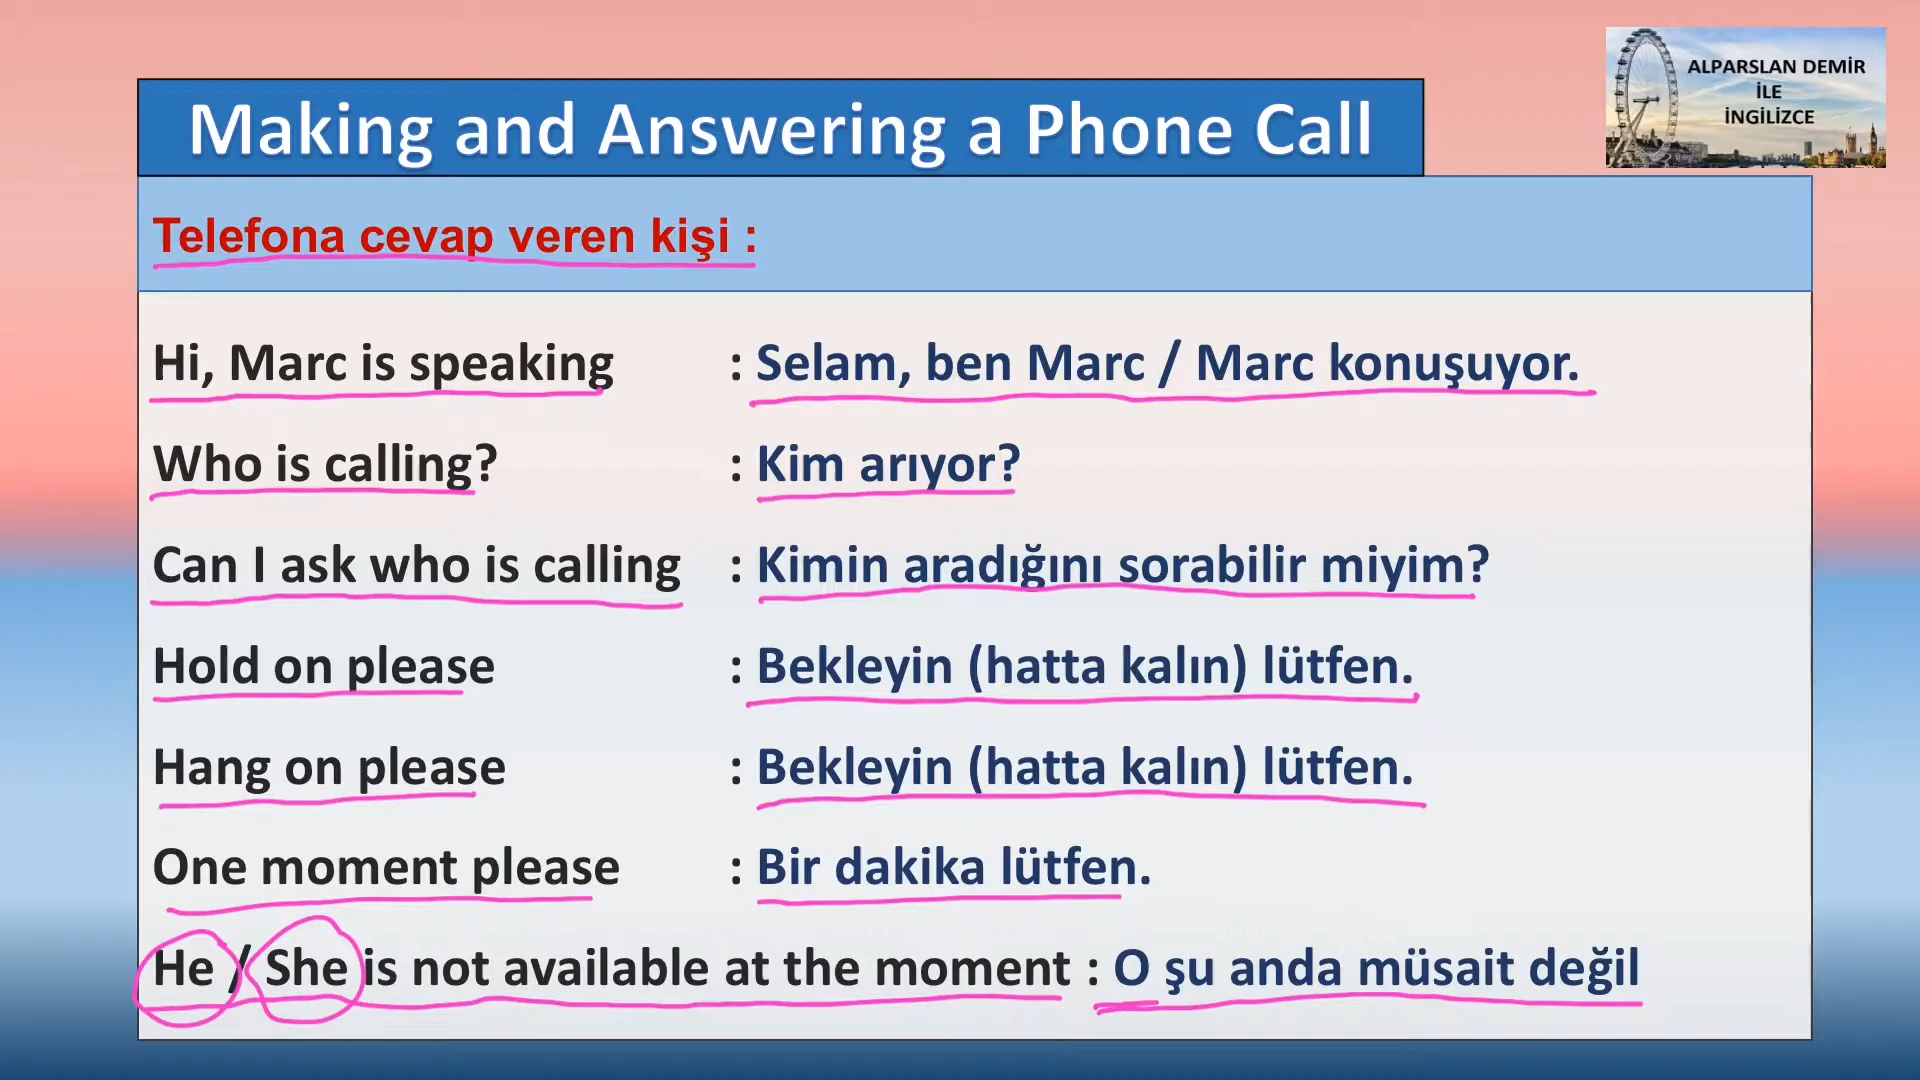 ALPARSLAN DEMİR
İLE
İNGİLİZCE
Making and Answering a Phone Call
Telefona cevap veren kişi :
Hi, Marc is speaking : Selam, ben Marc / Marc konuşuyor.
Who is calling? : Kim arıyor?
Can I ask who is calling : Kimin aradığını sorabilir miyim?
Hold on please : Bekleyin (hatta kalın) lütfen.
Hang on please : Bekleyin (hatta kalın) lütfen.
One moment please : Bir dakika lütfen.
He / She is not available at the moment : O şu anda müsait değil